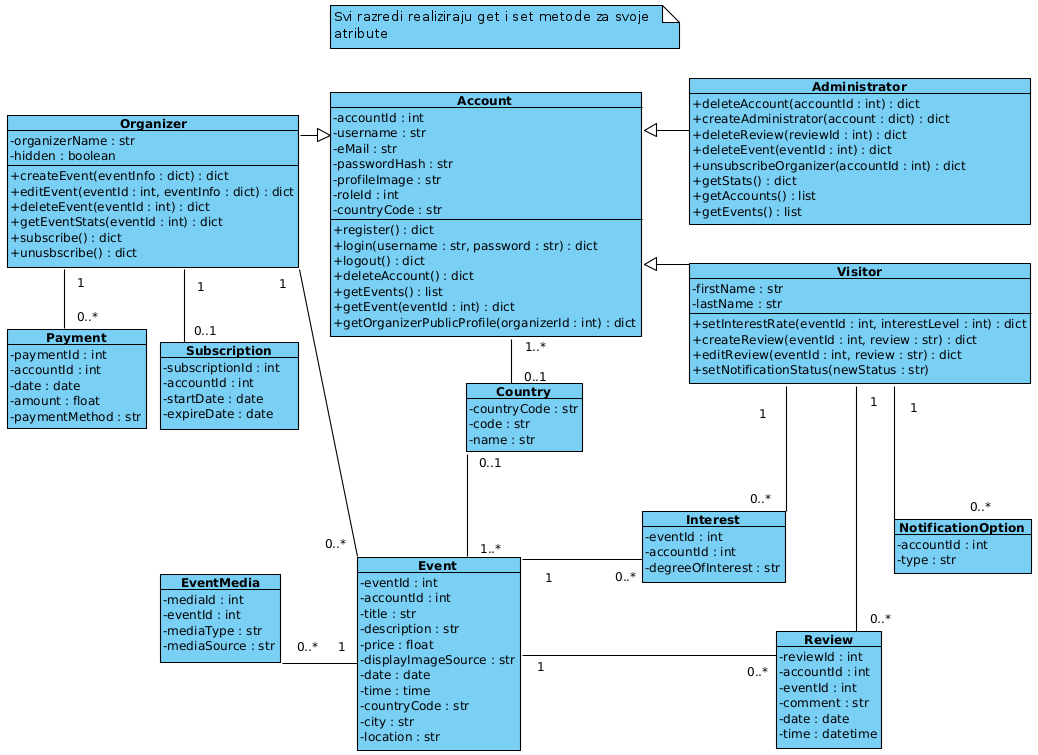 Svi razredi realiziraju get i set metode za svoje
atribute
Organizer
-organizerName : str
-hidden : boolean
+createEvent(eventInfo : dict) : dict
+editEvent(eventId : int, eventInfo : dict) : dict
+deleteEvent(eventId : int) : dict
+getEventStats(eventId : int) : dict
+subscribe() : dict
+unusbscribe() : dict
Account
-accountId : int
-username : str
-eMail : str
-passwordHash : str
-profileImage : str
-roleId : int
-countryCode : str
+register() : dict
+login(username : str, password : str) : dict
+logout() : dict
+deleteAccount() : dict
+getEvents() : list
+getEvent(eventId : int) : dict
+getOrganizerPublicProfile(organizerId : int) : dict
Administrator
+deleteAccount(accountId : int) : dict
+createAdministrator(account : dict) : dict
+deleteReview(reviewId : int) : dict
+deleteEvent(eventId : int) : dict
+unsubscribeOrganizer(accountId : int) : dict
+getStats() : dict
+getAccounts() : list
+getEvents() : list
Visitor
-firstName : str
-lastName : str
+setInterestRate(eventId : int, interestLevel : int) : dict
+createReview(eventId : int, review : str) : dict
+editReview(eventId : int, review : str) : dict
+setNotificationStatus(newStatus : str)
1
0..*
1
0..1
1
0..*
Payment
-paymentId : int
-accountId : int
-date : date
-amount : float
-paymentMethod : str
Subscription
-subscriptionId : int
-accountId : int
-startDate : date
-expireDate : date
1..*
0..1
Country
-countryCode : str
-code : str
-name : str
0..1
1..*
1
0..*
1
0..*
1
0..*
Interest
-eventId : int
-accountId : int
-degreeOfInterest : str
NotificationOption
-accountId : int
-type : str
1
0..*
EventMedia
-mediaId : int
-eventId : int
-mediaType : str
-mediaSource : str
0..*
1
Event
-eventId : int
-accountId : int
-title : str
-description : str
-price : float
-displayImageSource : str
-date : date
-time : time
-countryCode : str
-city : str
-location : str
1
0..*
Review
-reviewId : int
-accountId : int
-eventId : int
-comment : str
-date : date
-time : datetime